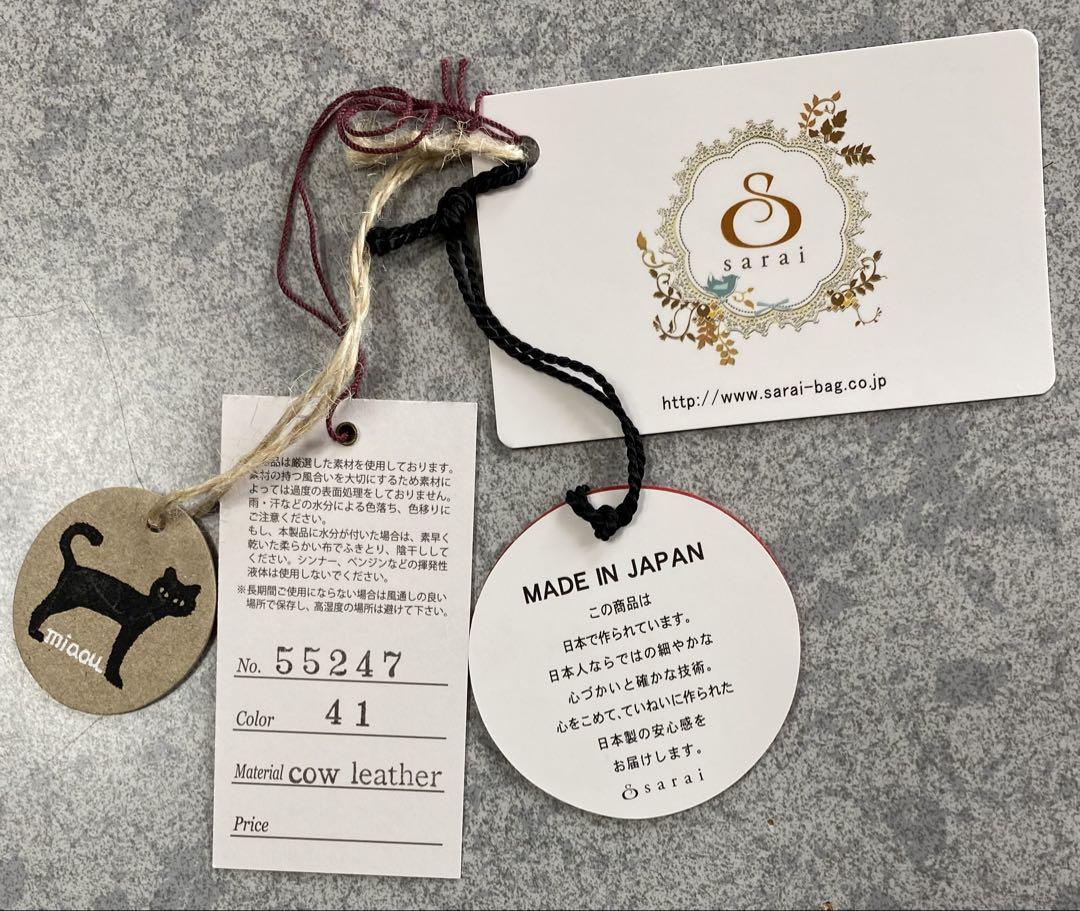 S
sarai
http://www.sarai-bag.co.jp
品は厳選した素材を使用しております。
素材の持つ風合いを大切にするため素材に
よっては過度の表面処理をしておりません。
雨・汗などの水分による色落ち、色移りに
ご注意ください。
もし、本製品に水分が付いた場合は、素早く
乾いた柔らかい布でふきとり、陰干しして
ください。シンナー、ベンジンなどの揮発性
液体は使用しないでください。
※長期間ご使用にならない場合は風通しの良い
場所で保存し、高湿度の場所は避けて下さい。
No. 55247
Color 41
Material cow leather
Price
miaou
MADE IN JAPAN
この商品は
日本で作られています。
日本人ならではの細やかな
心づかいと確かな技術。
心をこめて、ていねいに作られた
日本製の安心感を
お届けします。
S sarai